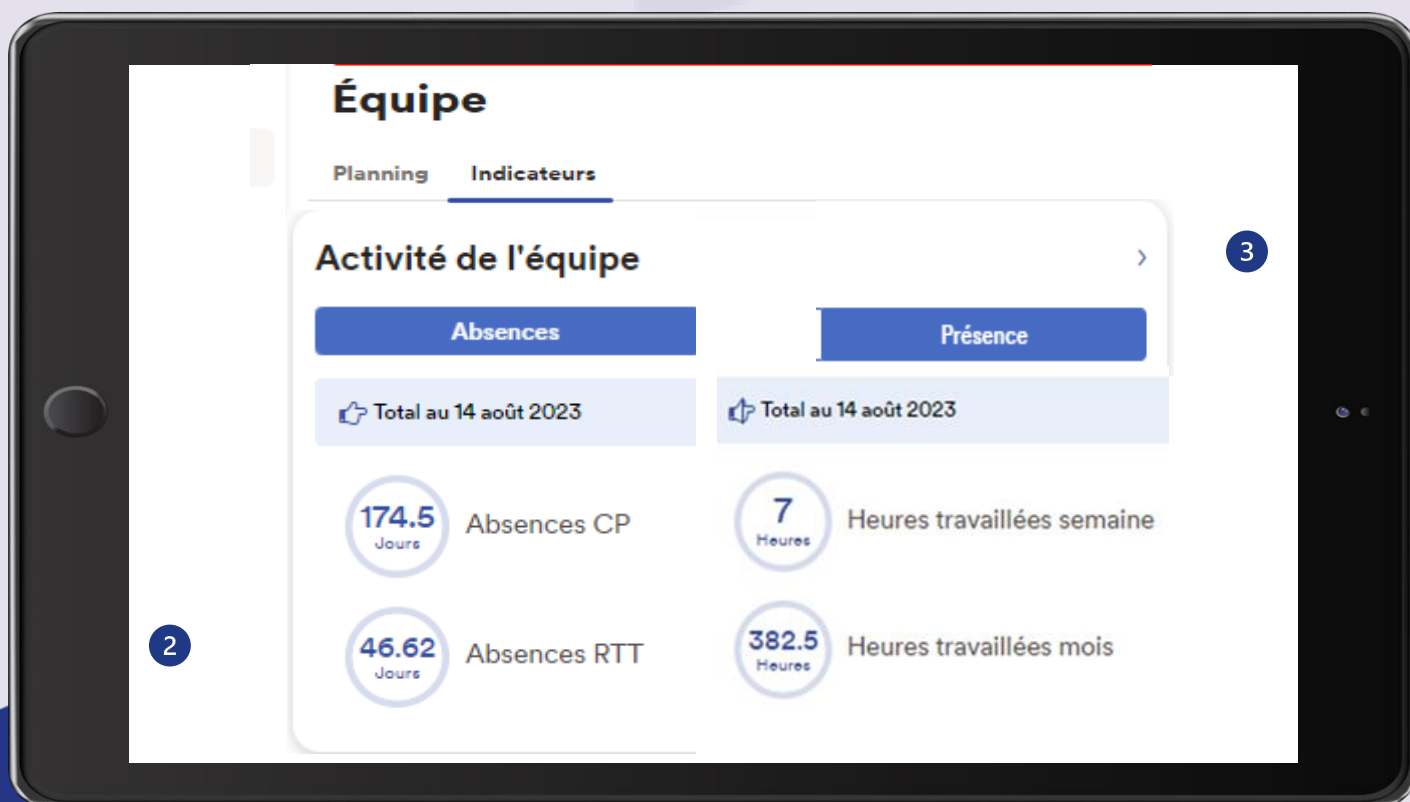 Équipe
Planning Indicateurs
Activité de l'équipe
3
Absences
Présence
Total au 14 août 2023
Total au 14 août 2023
174.5
Jours
Absences CP
7
Heures
Heures travaillées semaine
2
46.62
Jours
Absences RTT
382.5
Heures
Heures travaillées mois